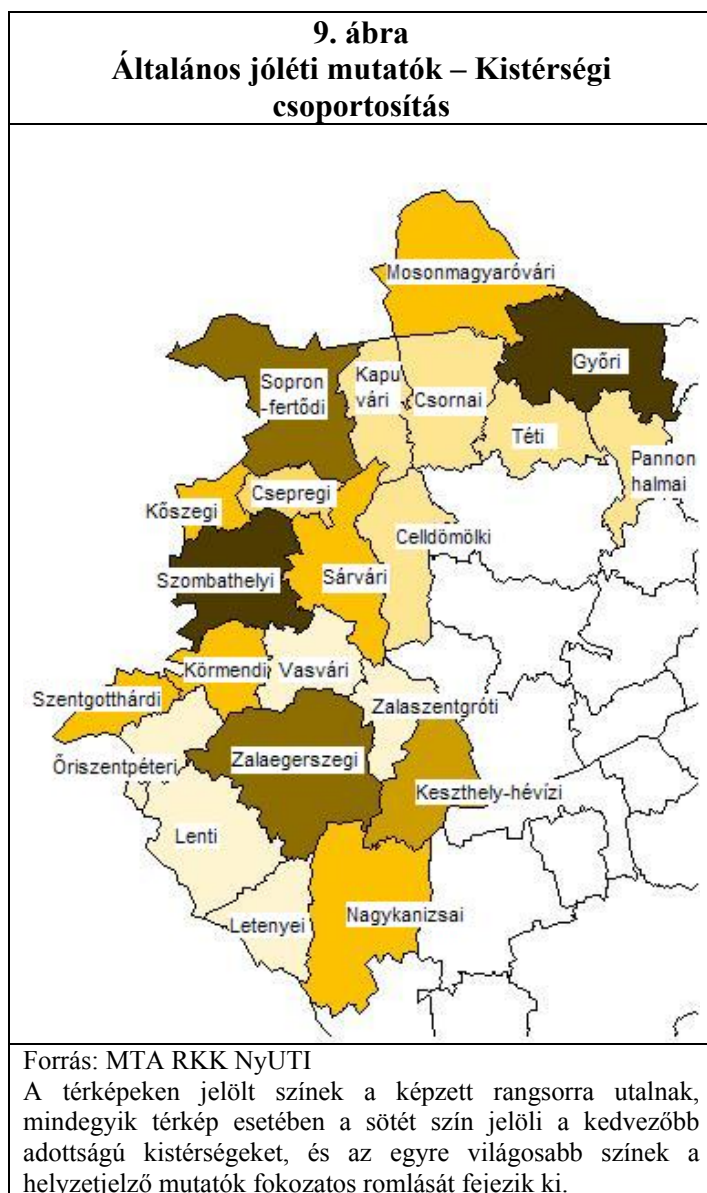 9. ábra
Általános jóléti mutatók – Kistérségi
csoportosítás
Mosonmagyaróvári
Győri
Sopron
-fertődi
Kapu
vári
Csornai
Téti
Pannon
halmai
Csepregi
Kőszegi
Celldömölki
Szombathelyi
Sárvári
Körmendi
Vasvári
Szentgotthárdi
Zalaszentgróti
Őriszentpéteri
Zalaegerszegi
Keszthely-hévízi
Lenti
Letenyei
Nagykanizsai
Forrás: MTA RKK NyUTI
A térképeken jelölt színek a képzett rangsorra utalnak,
mindegyik térkép esetében a sötét szín jelöli a kedvezőbb
adottságú kistérségeket, és az egyre világosabb színek a
helyzetjelző mutatók fokozatos romlását fejezik ki.